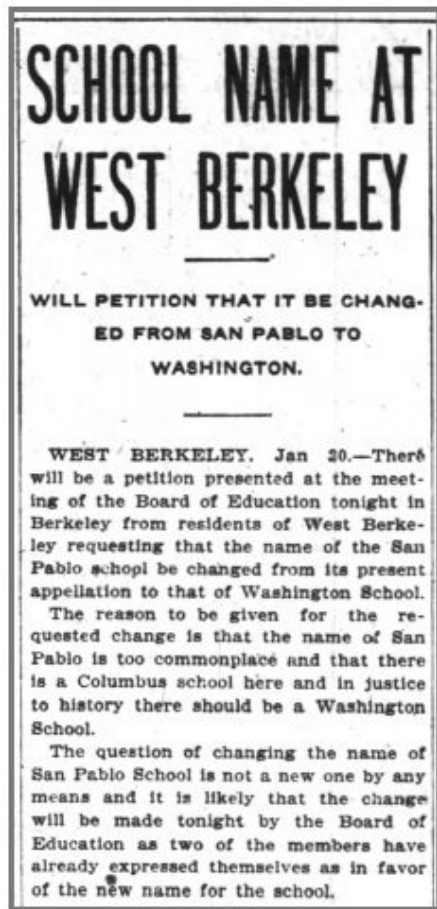 SCHOOL NAME AT
WEST BERKELEY
WILL PETITION THAT IT BE CHANG-
ED FROM SAN PABLO TO
WASHINGTON.
WEST BERKELEY, Jan 20.—There
will be a petition presented at the meet-
ing of the Board of Education tonight in
Berkeley from residents of West Berke-
ley requesting that the name of the San
Pablo school be changed from its present
appellation to that of Washington School.
The reason to be given for the re-
quested change is that the name of San
Pablo is too commonplace and that there
is a Columbus school here and in justice
to history there should be a Washington
School.
The question of changing the name of
San Pablo School is not a new one by any
means and it is likely that the change
will be made tonight by the Board of
Education as two of the members have
already expressed themselves as in favor
of the new name for the school.